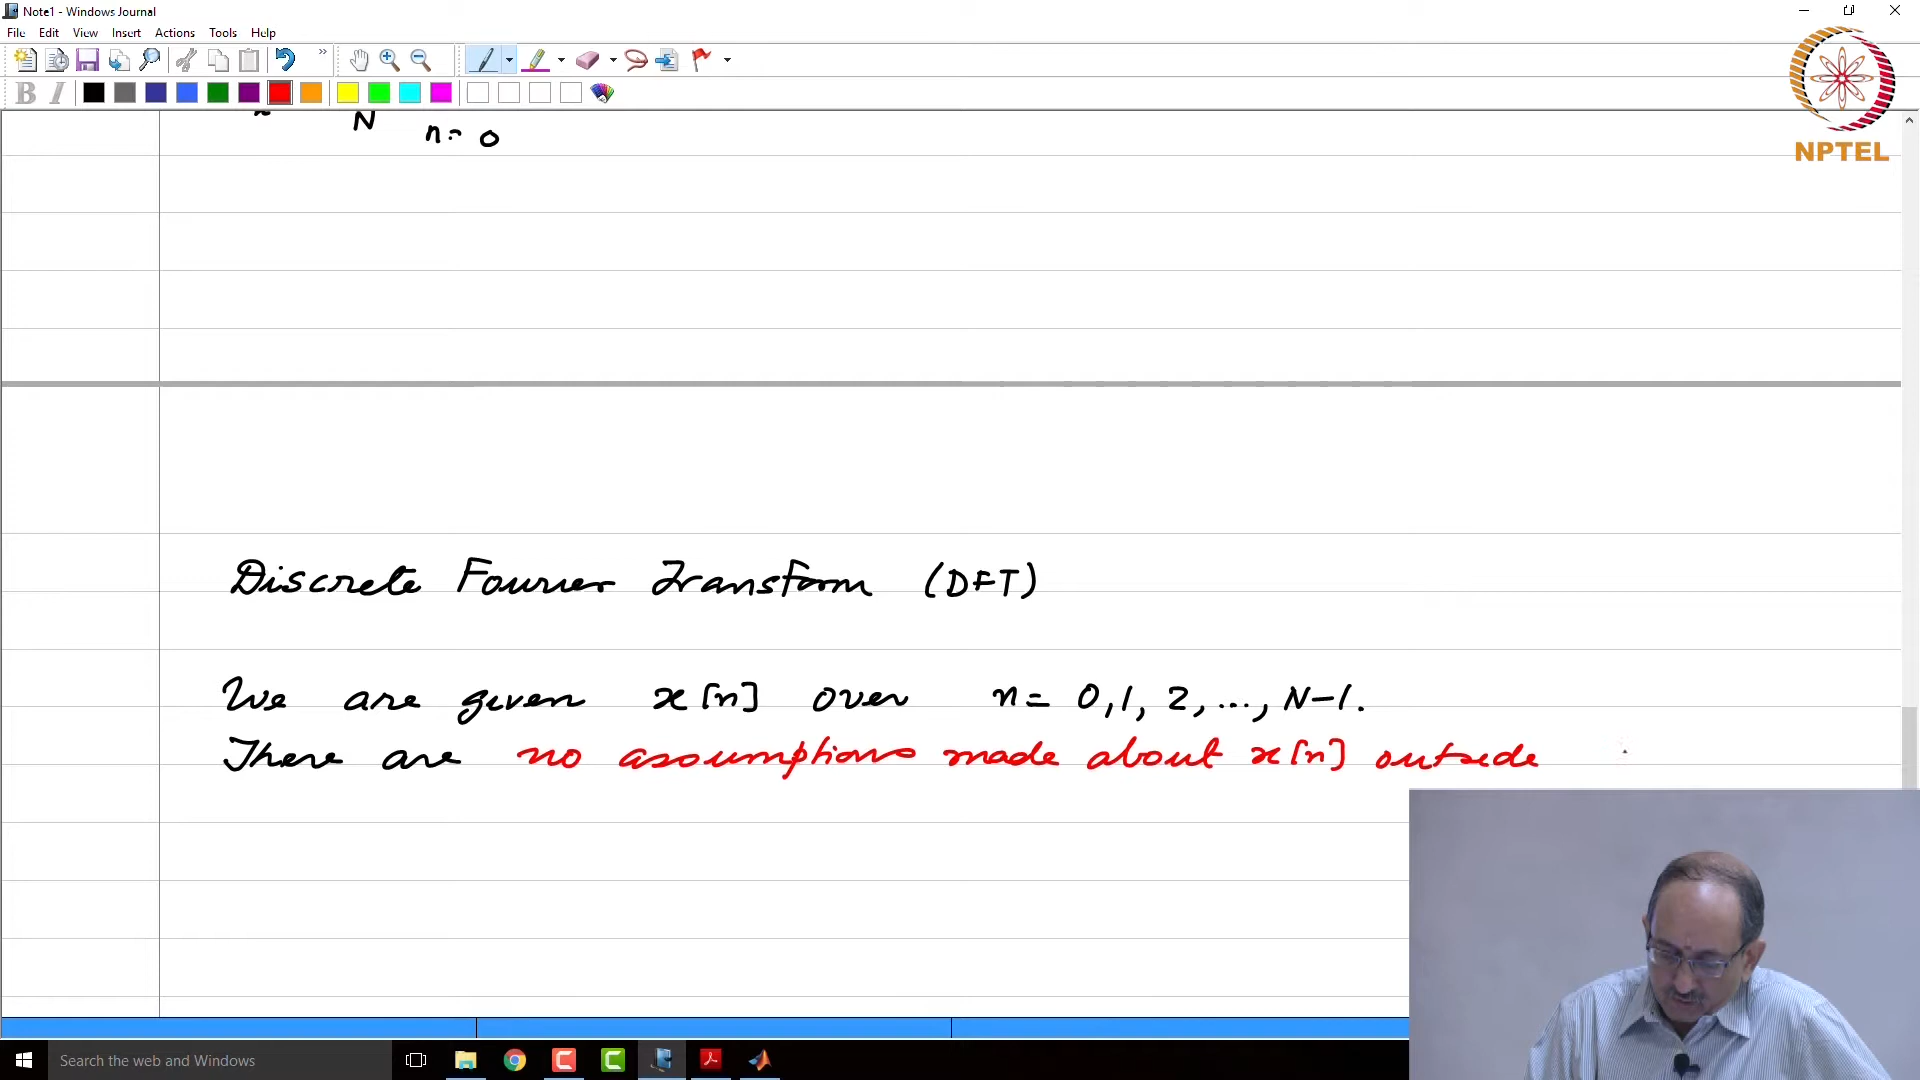 Note1 - Windows Journal
File Edit View Insert Actions Tools Help
B I
NPTEL
N n= 0
Discrete Fourier Transform (DFT)
We are given x[n] over n= 0,1, 2, ..., N-1.
There are no assumptions made about x[n] outside
Search the web and Windows